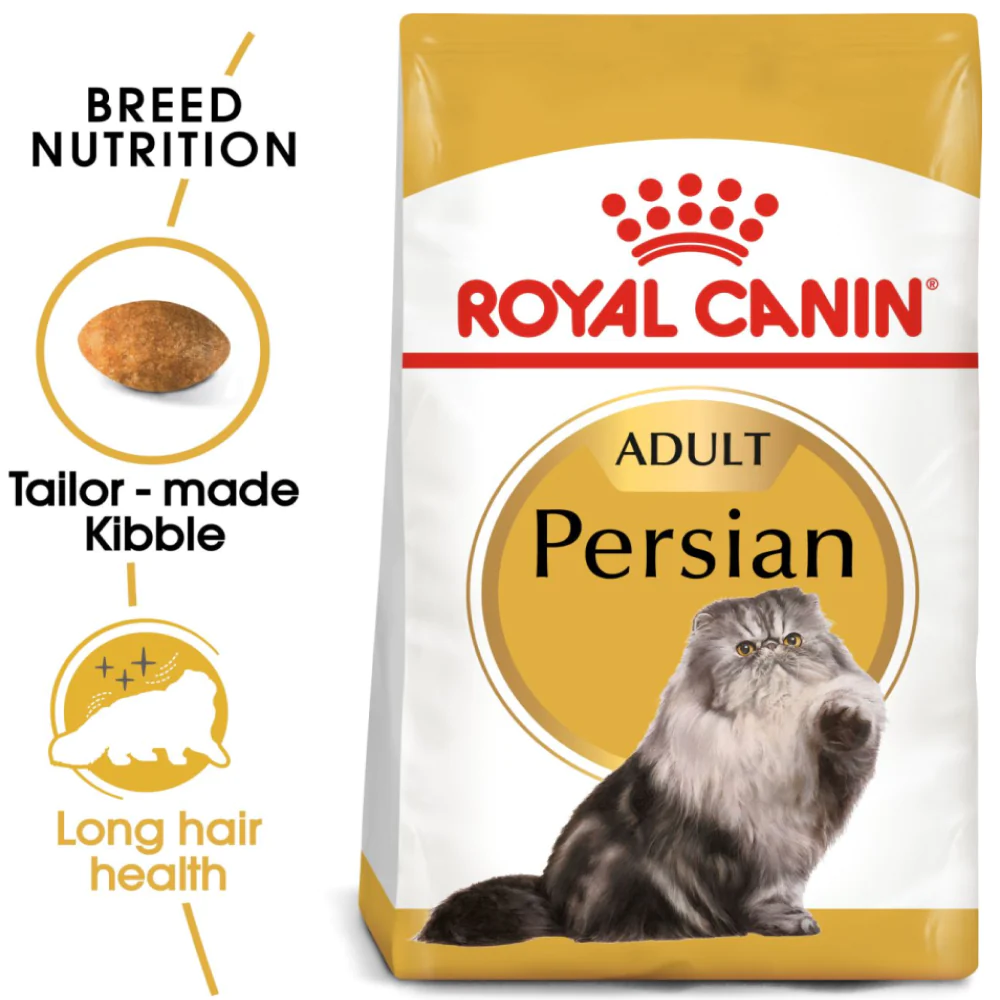 BREED
NUTRITION
Tailor - made
Kibble
Long hair
health
ROYAL CANIN®
ADULT
Persian